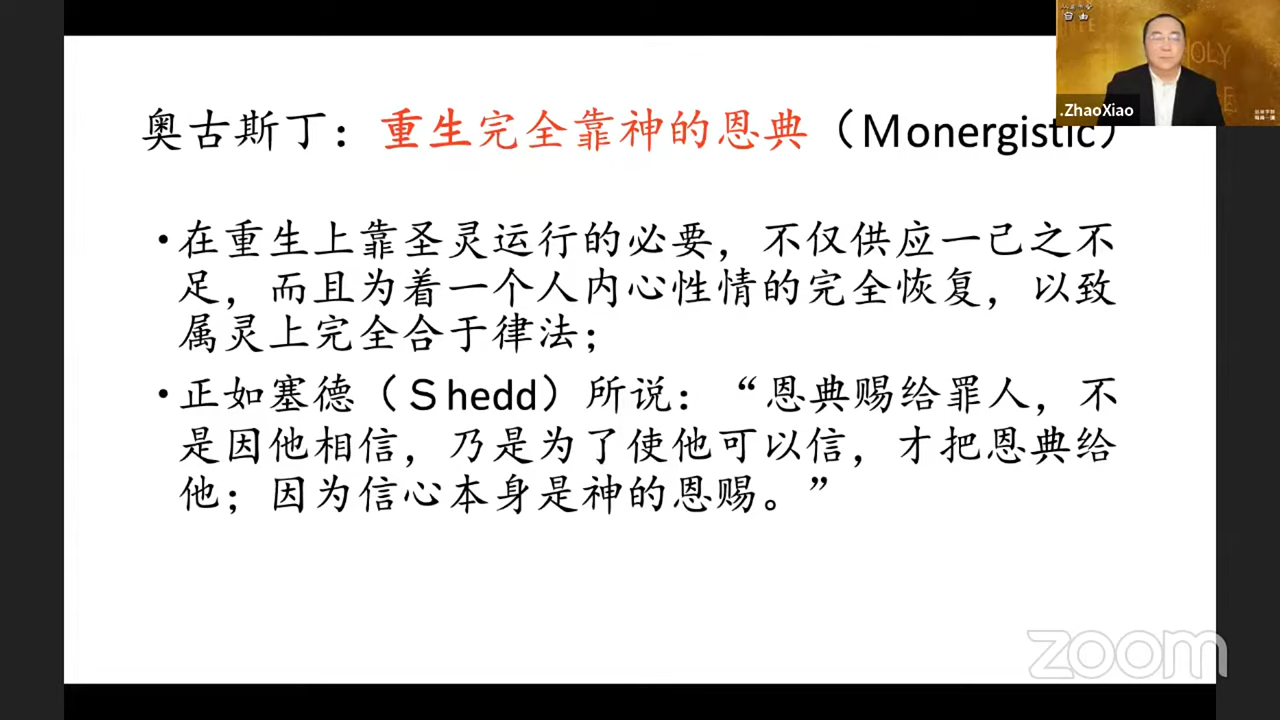 奥古斯丁：重生完全靠神的恩典（Monergistic）
•在重生上靠圣灵运行的必要，不仅供应一己之不
足，而且为着一个人内心性情的完全恢复，以致
属灵上完全合于律法；
•正如塞德（Shedd）所说：“恩典赐给罪人，不
是因他相信，乃是为了使他可以信，才把恩典给
他；因为信心本身是神的恩赐。”
自由
HOLY
.ZhaoXiao
zoom